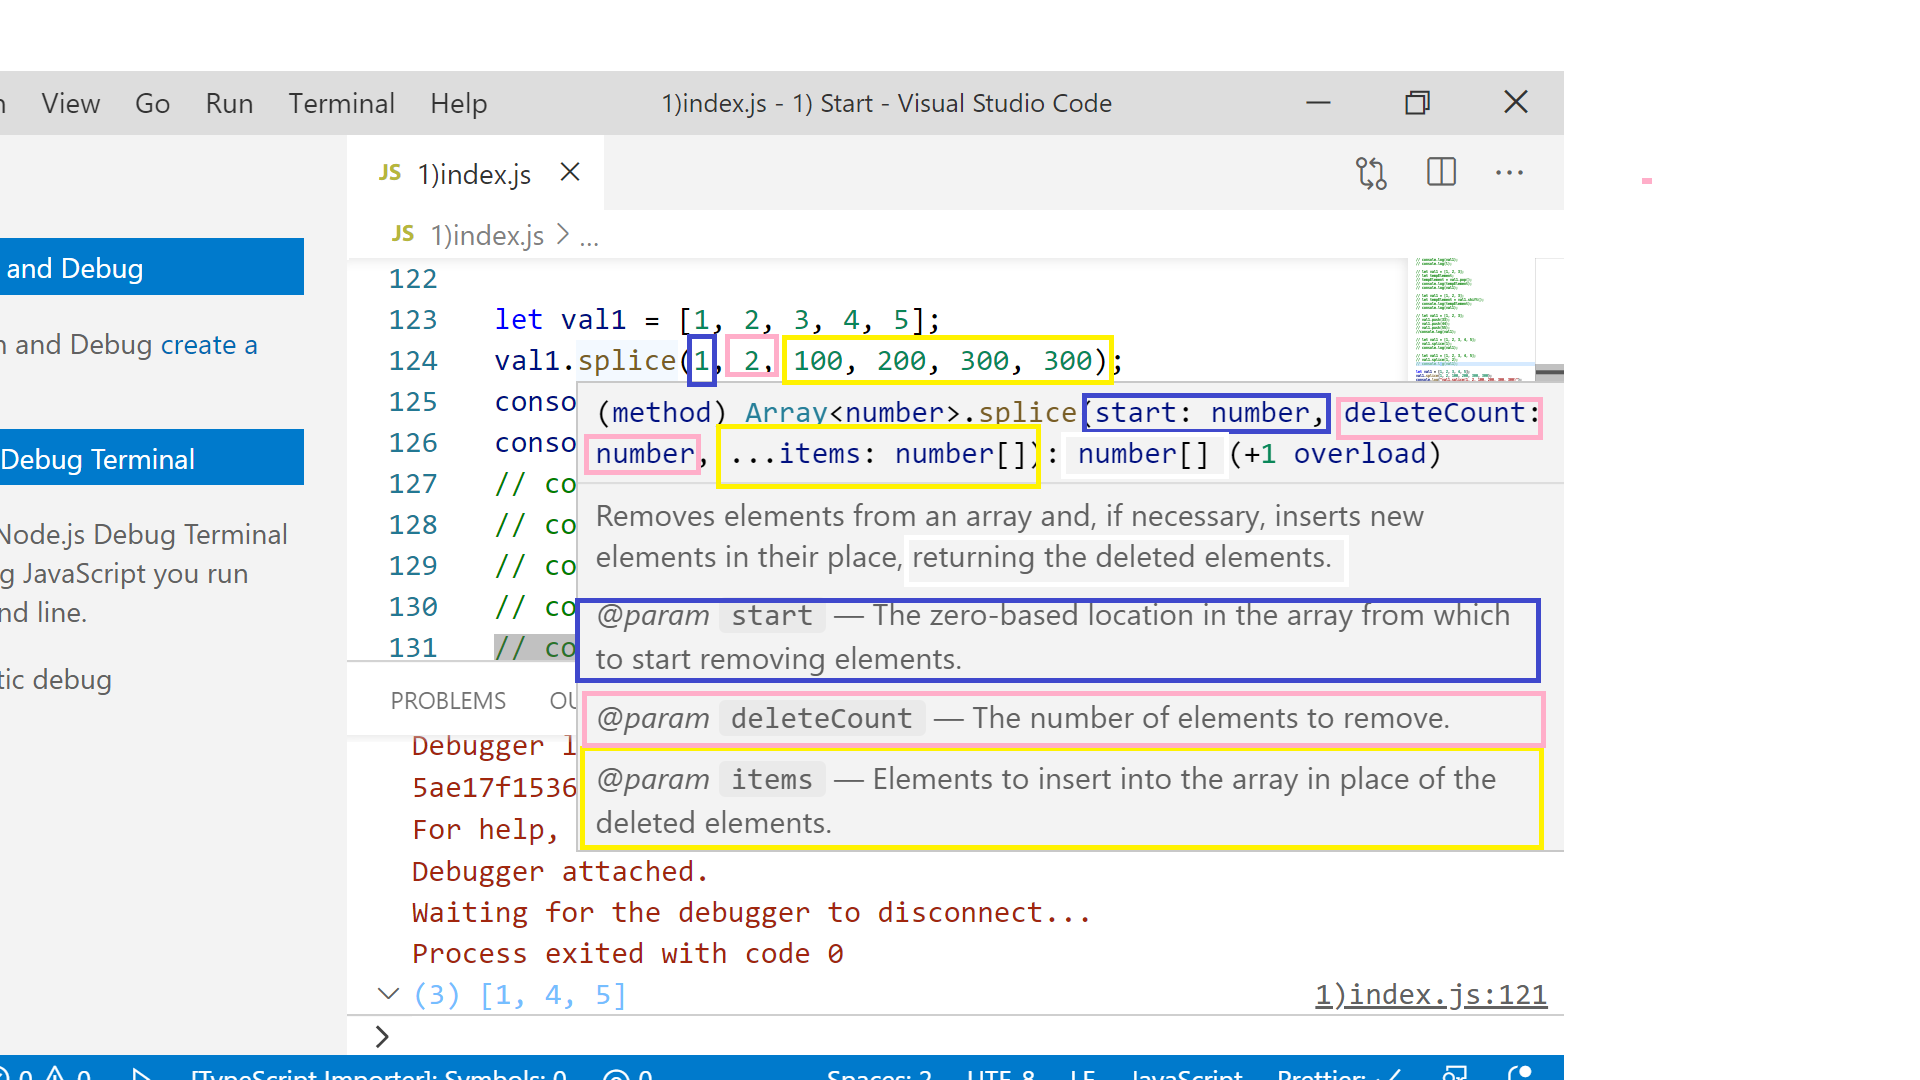 View Go Run Terminal Help 1)index.js - 1) Start - Visual Studio Code
JS 1)index.js
JS 1)index.js > ...
and Debug
and Debug create a
Debug Terminal
Node.js Debug Terminal
JavaScript you run
line.
debug
122
123 let val1 = [1, 2, 3, 4, 5];
124 val1.splice(1, 2, 100, 200, 300, 300);
125 conso
126 conso
127 // co
128 // co
129 // co
130 // co
131 // co
(method) Array<number>.splice(start: number, deleteCount:
number, ...items: number[]): number[] (+1 overload)
Removes elements from an array and, if necessary, inserts new
elements in their place, returning the deleted elements.
@param start — The zero-based location in the array from which
to start removing elements.
@param deleteCount — The number of elements to remove.
@param items — Elements to insert into the array in place of the
deleted elements.
PROBLEMS OU
Debugger l
5ae17f1536
For help,
Debugger attached.
Waiting for the debugger to disconnect...
Process exited with code 0
(3) [1, 4, 5] 1)index.js:121
0 0 [TypeScript Importer]: Symbols: 0 0 Spaces: 2 UTF-8 LF JavaScript Prettier: ✓